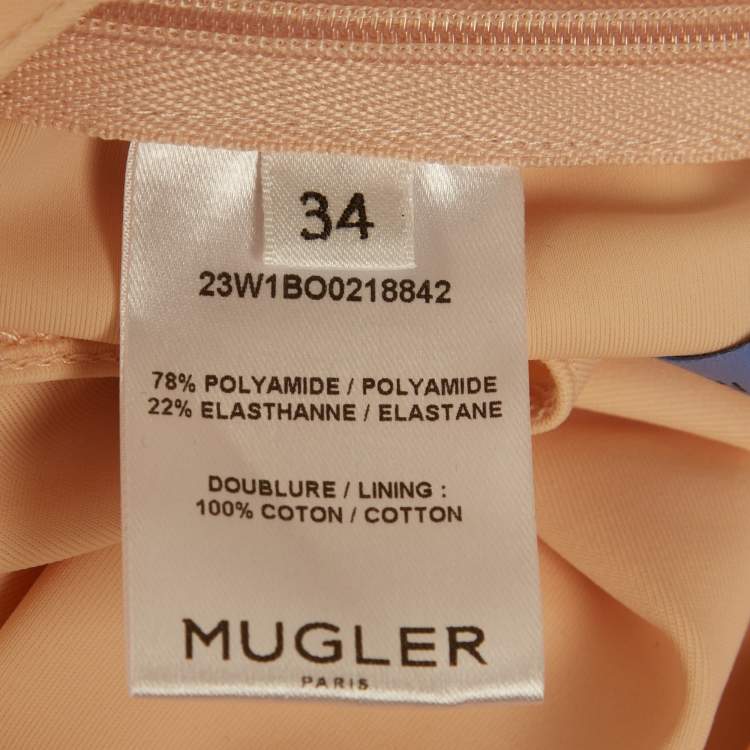 34
23W1BO0218842
78% POLYAMIDE / POLYAMIDE
22% ELASTHANNE / ELASTANE
DOUBLURE / LINING :
100% COTON / COTTON
MUGLER
PARIS